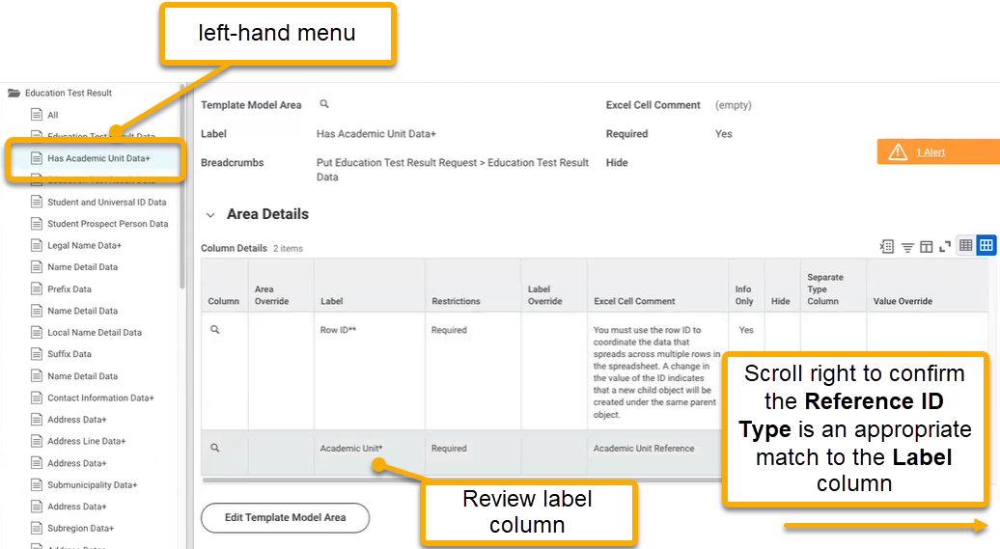 left-hand menu
Education Test Result
All
Education Test Result Data
Has Academic Unit Data+
Education Test Result Data
Student and Universal ID Data
Student Prospect Person Data
Legal Name Data+
Name Detail Data
Prefix Data
Name Detail Data
Local Name Detail Data
Suffix Data
Name Detail Data
Contact Information Data+
Address Data+
Address Line Data+
Address Data+
Submunicipality Data+
Address Data+
Subregion Data+
Address Data+
Template Model Area
Excel Cell Comment (empty)
Label Has Academic Unit Data+
Required Yes
Breadcrumbs Put Education Test Result Request > Education Test Result
Data
Hide
1 Alert
Area Details
Column Details 2 items
Column
Area
Override
Label
Restrictions
Label
Override
Excel Cell Comment
Info
Only
Hide
Separate
Type
Column
Value Override
Row ID**
Required
You must use the row ID to
coordinate the data that
spreads across multiple rows in
the spreadsheet. A change in
the value of the ID indicates
that a new child object will be
created under the same parent
object.
Yes
Academic Unit*
Required
Academic Unit Reference
Scroll right to confirm
the Reference ID
Type is an appropriate
match to the Label
column
Review label
column
Edit Template Model Area